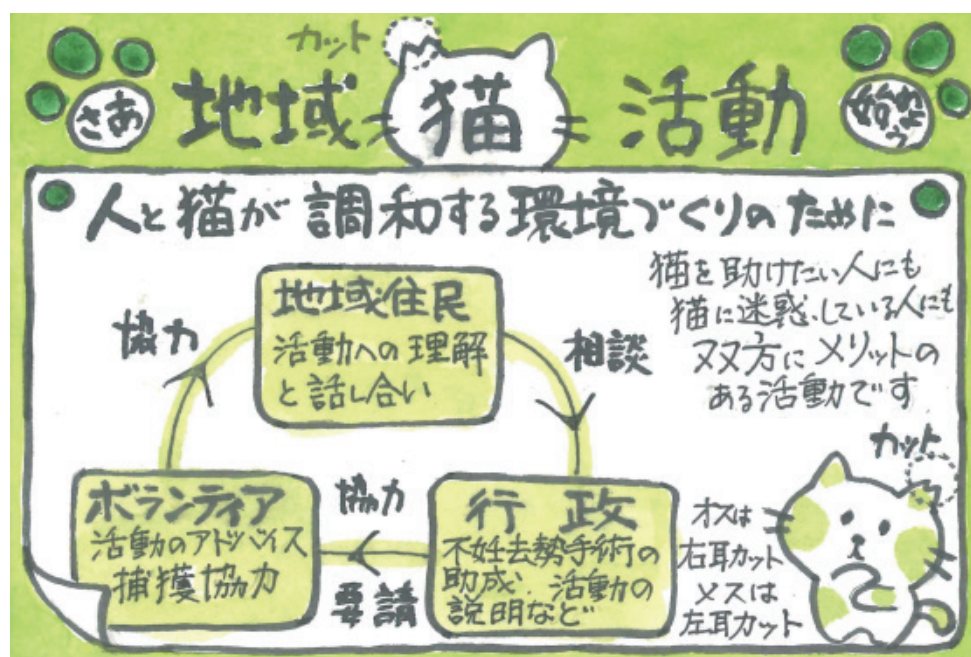 カット
さあ
地域猫活動
始めよう
人と猫が調和する環境づくりのために
猫を助けたい人にも
猫に迷惑している人にも
双方にメリットの
ある活動です
地域住民
活動への理解
と話し合い
協力
相談
ボランティア
活動のアドバイス
捕獲協力
協力
要請
行政
不妊去勢手術の
助成、活動の
説明など
カット
オスは
右耳カット
メスは
左耳カット